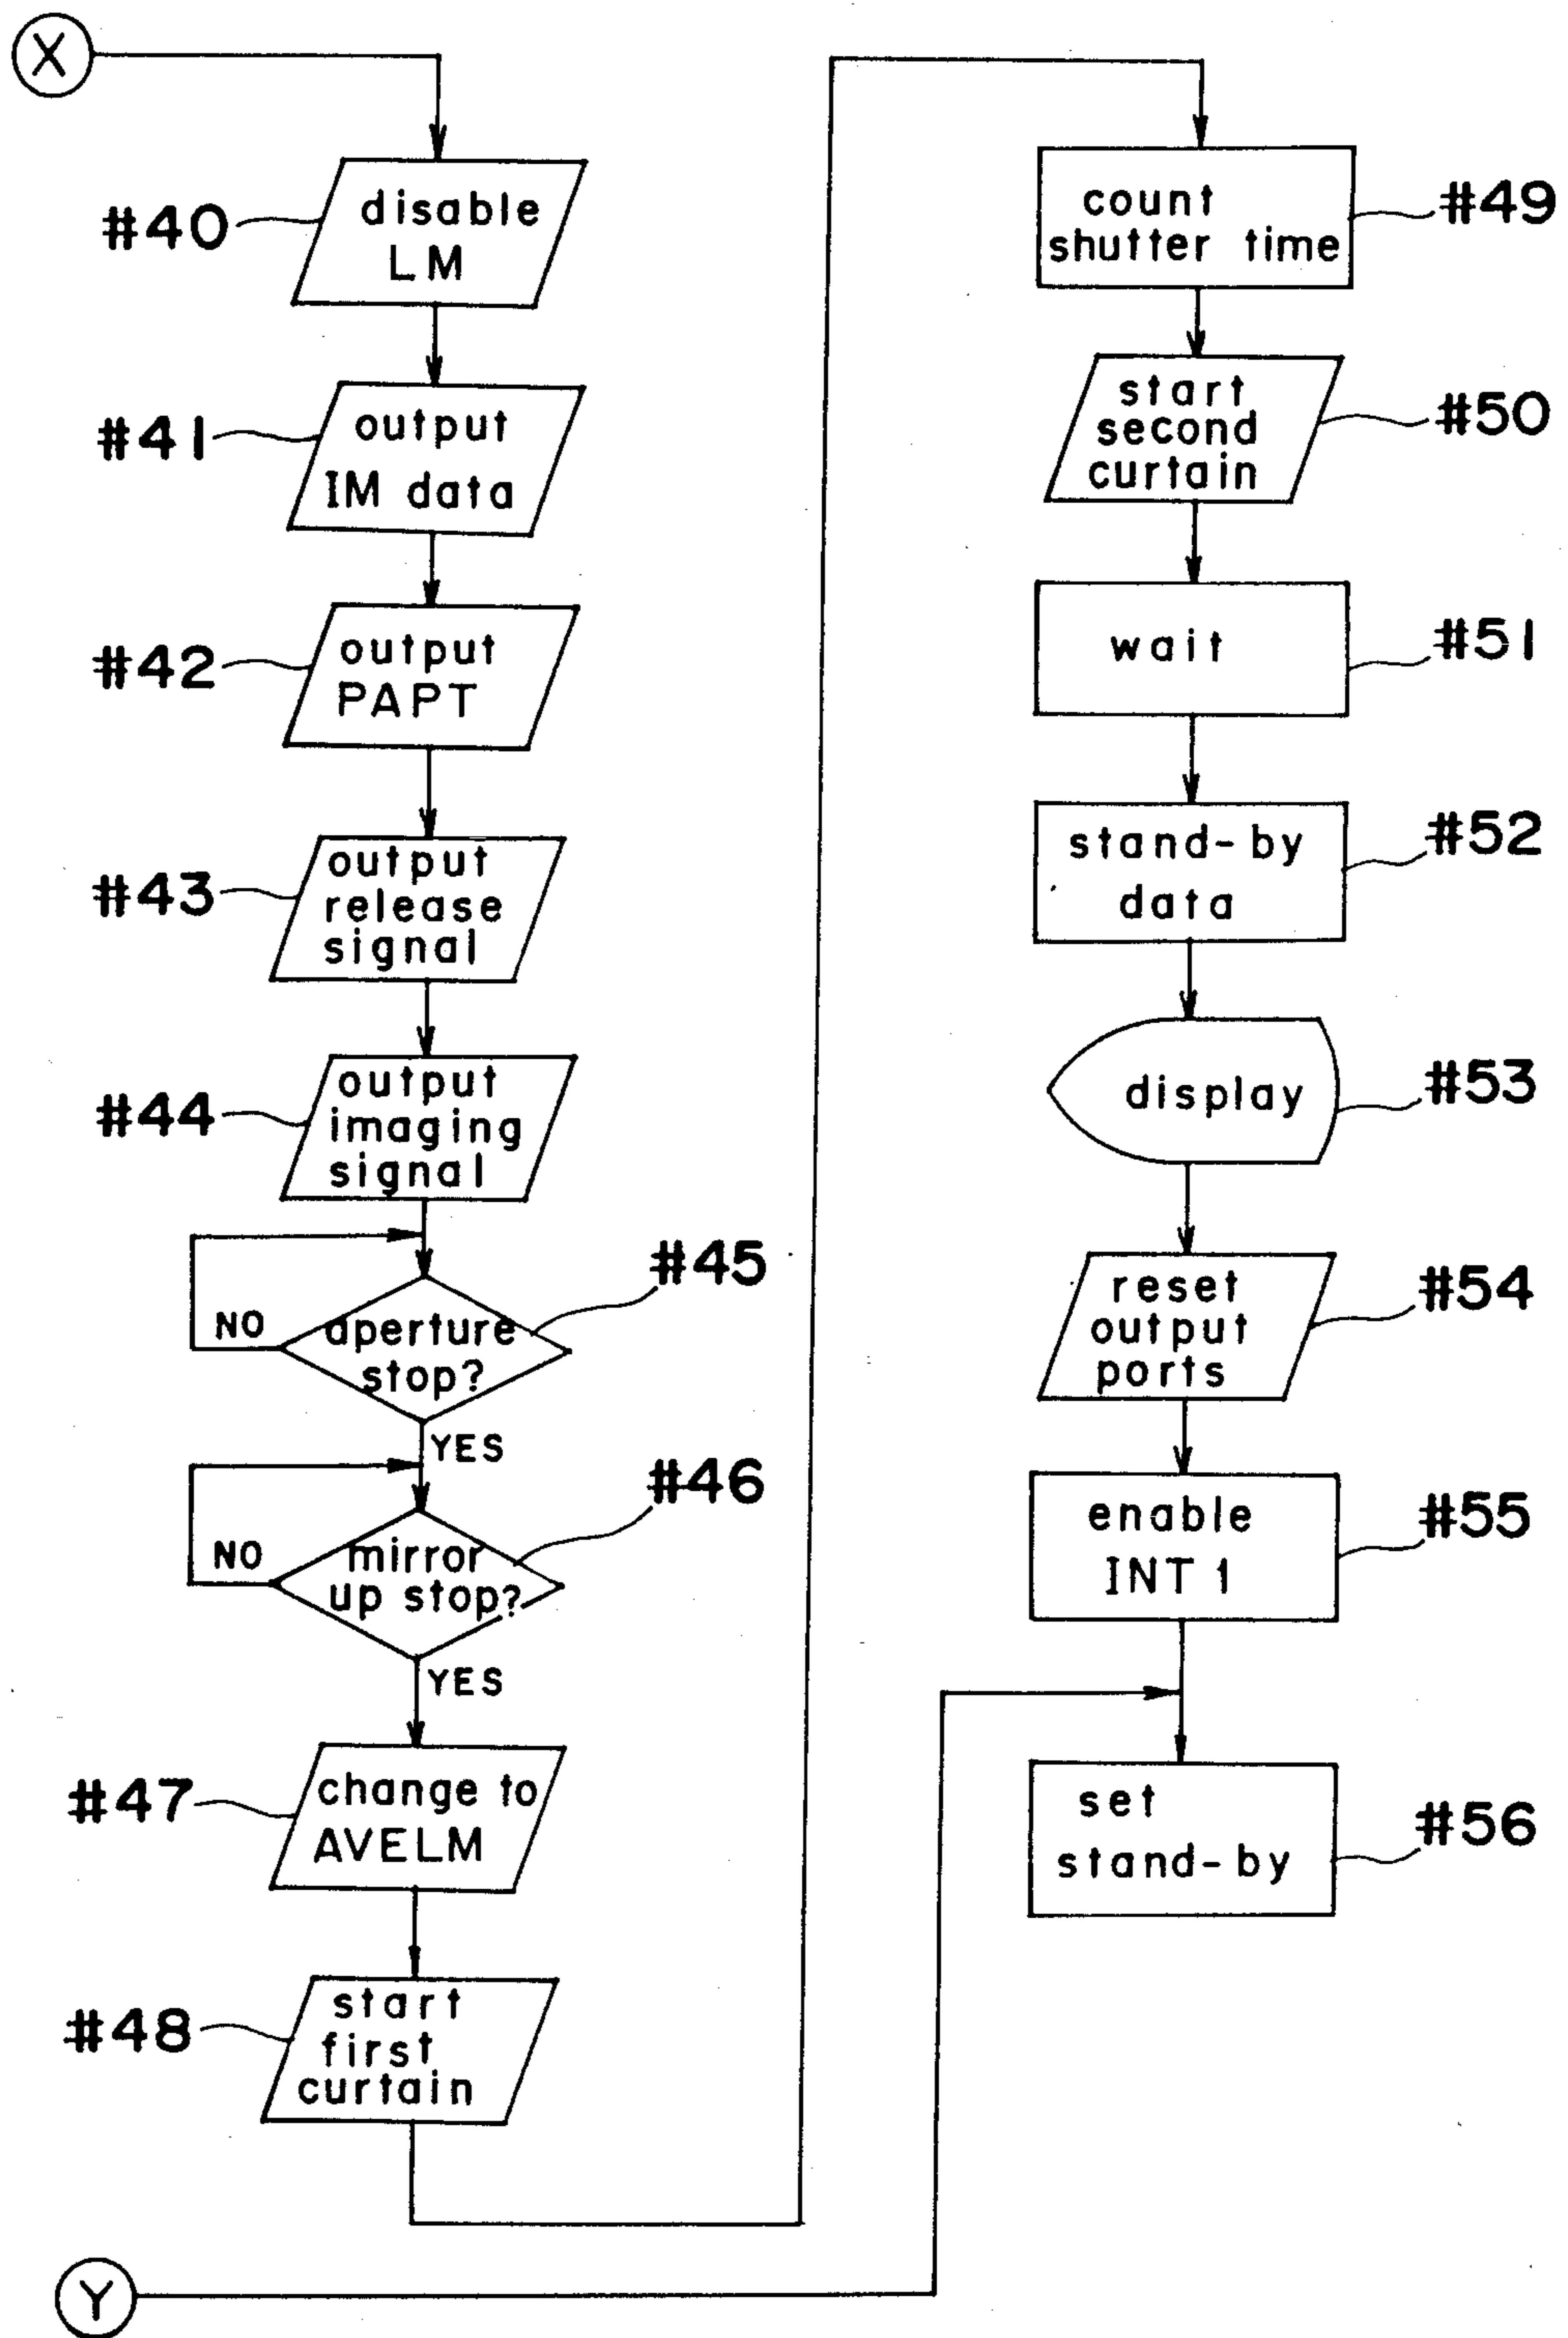 X
#40
disable
LM
#41
output
IM data
#42
output
PAPT
#43
output
release
signal
#44
output
imaging
signal
#45
NO
aperture
stop?
YES
#46
NO
mirror
up stop?
YES
#47
change to
AVELM
#48
start
first
curtain
Y
count
shutter time
#49
start
second
curtain
#50
wait
#51
stand-by
data
#52
display
#53
reset
output
ports
#54
enable
INT 1
#55
set
stand-by
#56